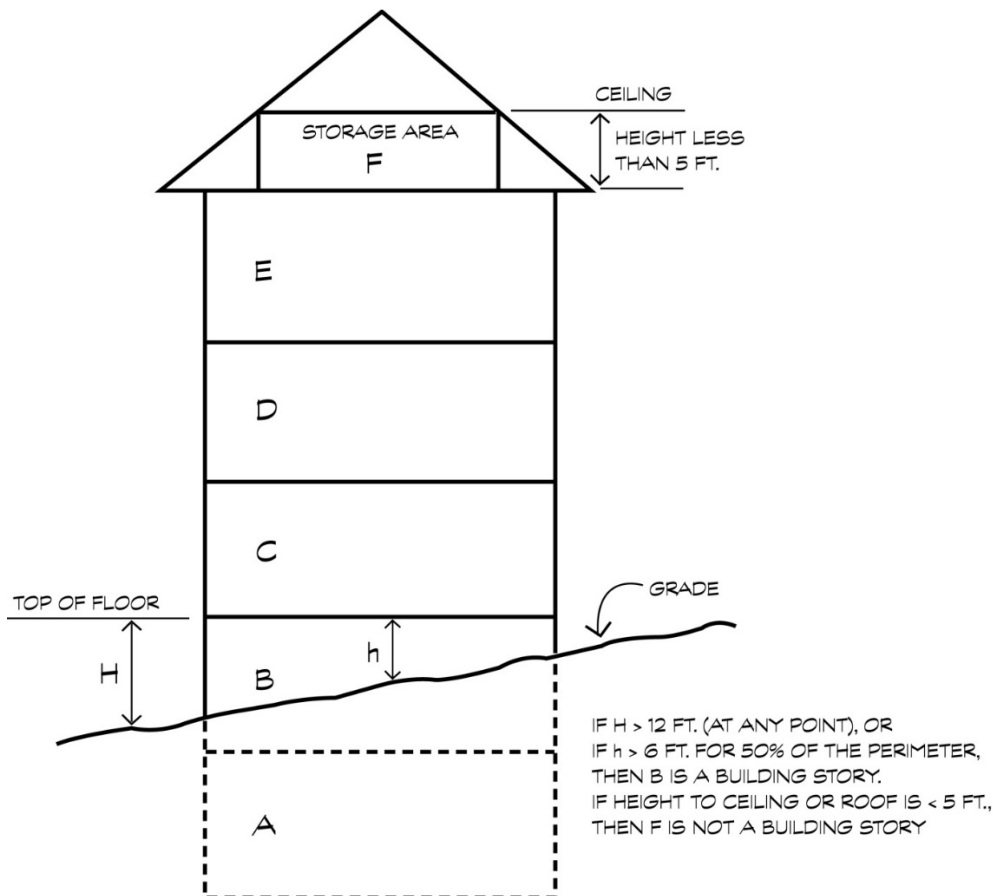 CEILING
STORAGE AREA
F
HEIGHT LESS
THAN 5 FT.
E
D
C
TOP OF FLOOR
GRADE
H
h
B
IF H > 12 FT. (AT ANY POINT), OR
IF h > 6 FT. FOR 50% OF THE PERIMETER,
THEN B IS A BUILDING STORY.
IF HEIGHT TO CEILING OR ROOF IS < 5 FT.,
THEN F IS NOT A BUILDING STORY
A